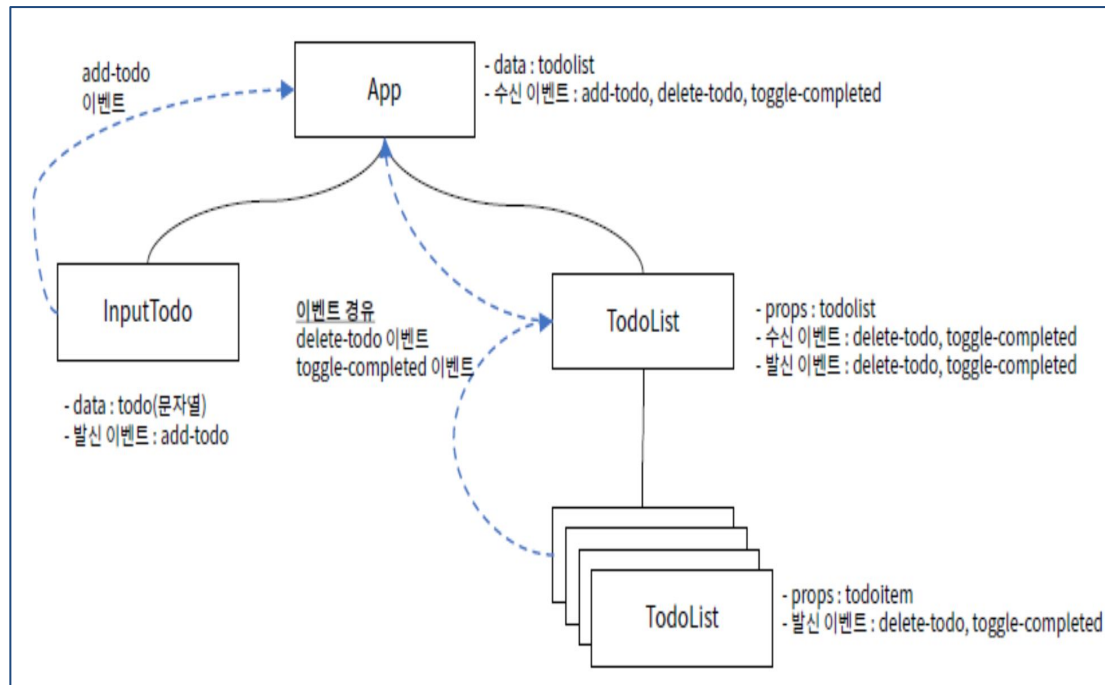 add-todo
이벤트
App
- data : todolist
- 수신 이벤트 : add-todo, delete-todo, toggle-completed
InputTodo
- data : todo(문자열)
- 발신 이벤트 : add-todo
이벤트 경유
delete-todo 이벤트
toggle-completed 이벤트
TodoList
- props : todolist
- 수신 이벤트 : delete-todo, toggle-completed
- 발신 이벤트 : delete-todo, toggle-completed
TodoList
- props : todoitem
- 발신 이벤트 : delete-todo, toggle-completed